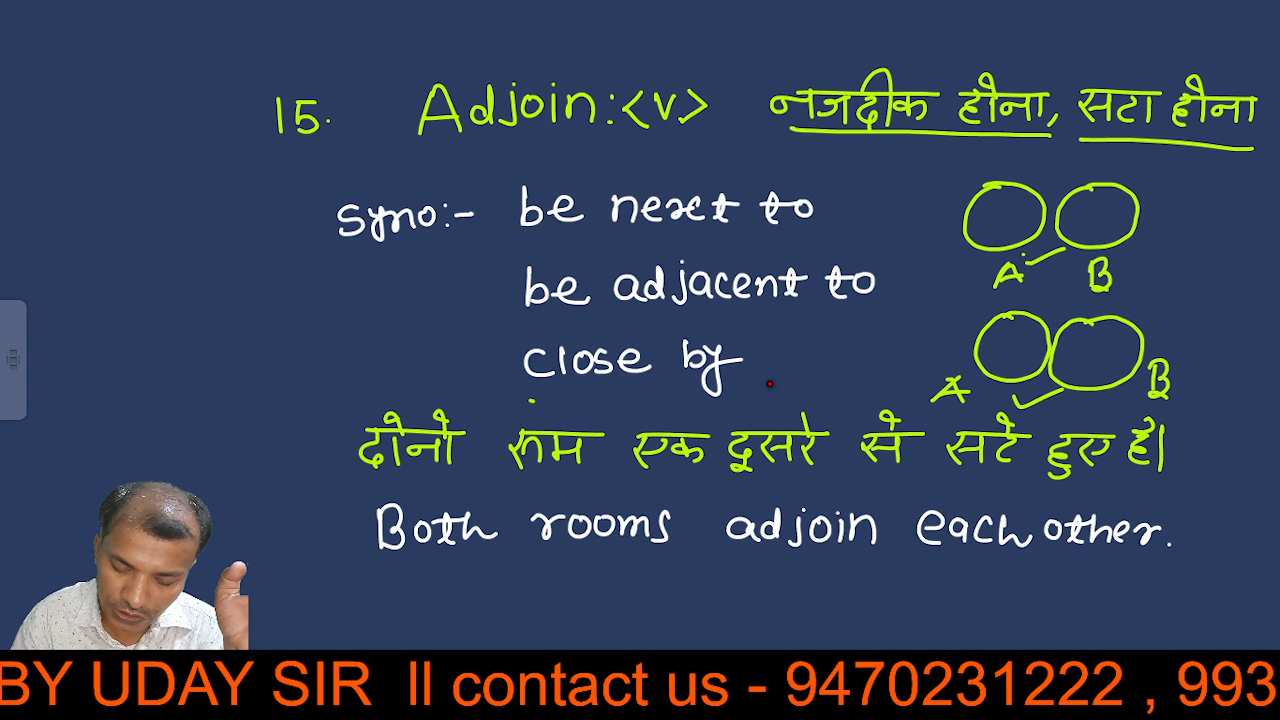 15. Adjoin:<v> नजदीक होना, सटा होना
Syno:- be next to
be adjacent to
close by
A B
A B
दोनो रूम एक दूसरे से सटे हुए है।
Both rooms adjoin each other.
BY UDAY SIR ll contact us - 9470231222 , 993